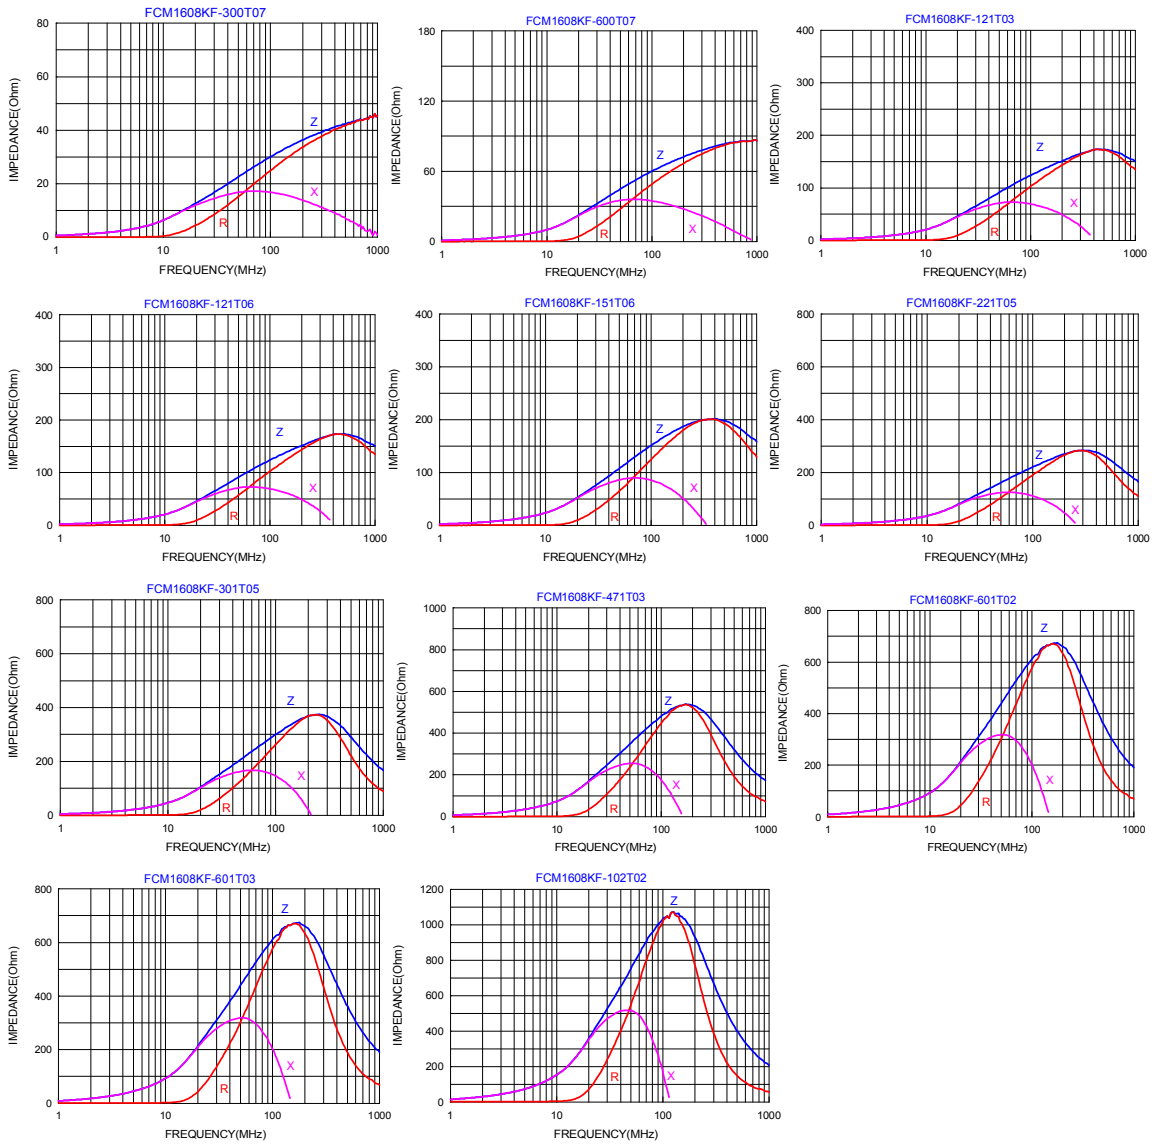 FCM1608KF-300T07
80
60
40
20
0
IMPEDANCE(Ohm)
Z
X
R
1
10
100
1000
FREQUENCY(MHz)
FCM1608KF-600T07
180
120
60
0
IMPEDANCE(Ohm)
Z
X
R
1
10
100
1000
FREQUENCY(MHz)
FCM1608KF-121T03
400
300
200
100
0
IMPEDANCE(Ohm)
Z
X
R
1
10
100
1000
FREQUENCY(MHz)
FCM1608KF-121T06
400
300
200
100
0
IMPEDANCE(Ohm)
Z
X
R
1
10
100
1000
FREQUENCY(MHz)
FCM1608KF-151T06
400
300
200
100
0
IMPEDANCE(Ohm)
Z
X
R
1
10
100
1000
FREQUENCY(MHz)
FCM1608KF-221T05
800
600
400
200
0
IMPEDANCE(Ohm)
Z
X
R
1
10
100
1000
FREQUENCY(MHz)
FCM1608KF-301T05
800
600
400
200
0
IMPEDANCE(Ohm)
Z
X
R
1
10
100
1000
FREQUENCY(MHz)
FCM1608KF-471T03
1000
800
600
400
200
0
IMPEDANCE(Ohm)
Z
X
R
1
10
100
1000
FREQUENCY(MHz)
FCM1608KF-601T02
800
600
400
200
0
IMPEDANCE(Ohm)
Z
X
R
1
10
100
1000
FREQUENCY(MHz)
FCM1608KF-601T03
800
600
400
200
0
IMPEDANCE(Ohm)
Z
X
R
1
10
100
1000
FREQUENCY(MHz)
FCM1608KF-102T02
1200
1000
800
600
400
200
0
IMPEDANCE(Ohm)
Z
X
R
1
10
100
1000
FREQUENCY(MHz)